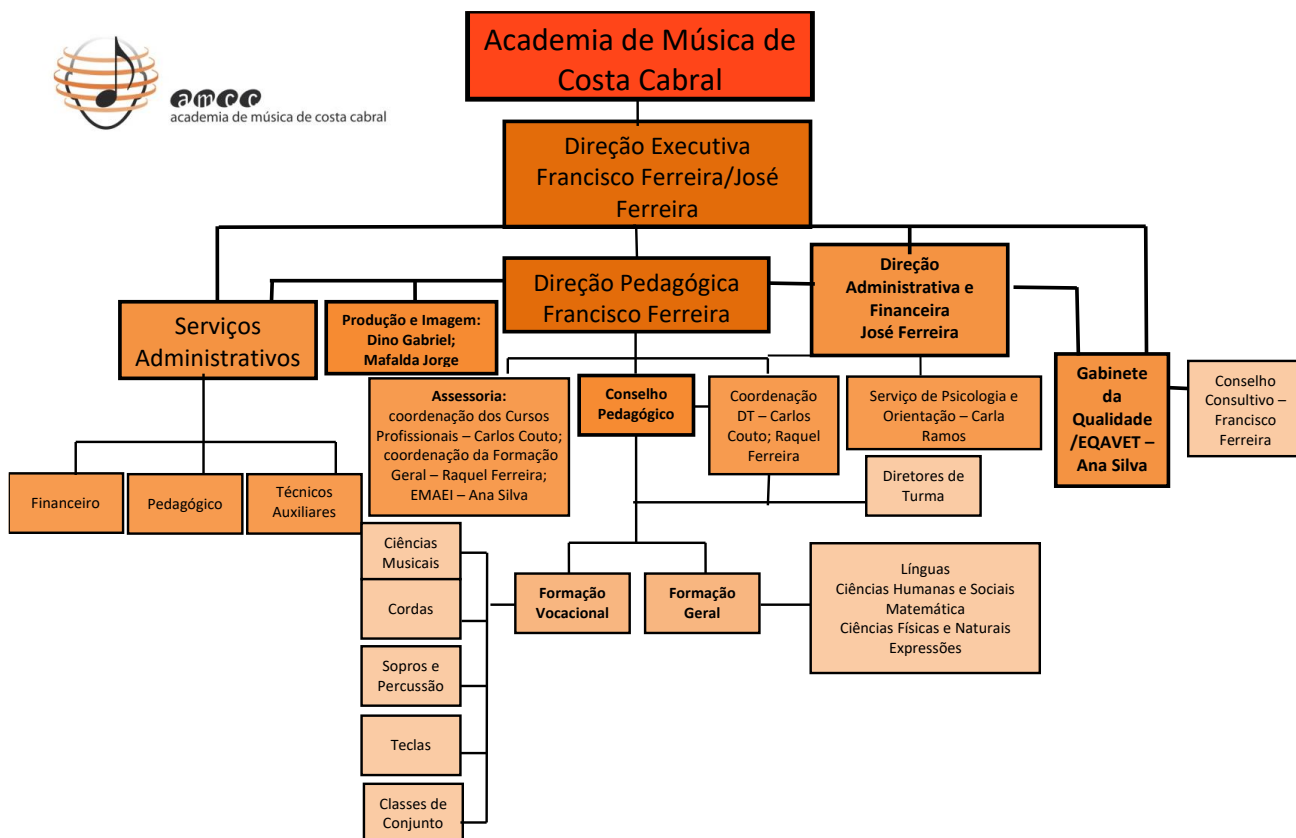 Academia de Música de
Costa Cabral
amcc
academia de música de costa cabral
Direção Executiva
Francisco Ferreira/José
Ferreira
Direção Pedagógica
Francisco Ferreira
Direção
Administrativa e
Financeira
José Ferreira
Serviços
Administrativos
Produção e Imagem:
Dino Gabriel;
Mafalda Jorge
Gabinete
da
Qualidade
/EQAVET –
Ana Silva
Conselho
Consultivo –
Francisco
Ferreira
Assessoria:
coordenação dos Cursos
Profissionais – Carlos Couto;
coordenação da Formação
Geral – Raquel Ferreira;
EMAEI – Ana Silva
Conselho
Pedagógico
Coordenação
DT – Carlos
Couto; Raquel
Ferreira
Serviço de Psicologia e
Orientação – Carla
Ramos
Diretores de
Turma
Financeiro
Pedagógico
Técnicos
Auxiliares
Ciências
Musicais
Cordas
Sopros e
Percussão
Teclas
Classes de
Conjunto
Formação
Vocacional
Formação
Geral
Línguas
Ciências Humanas e Sociais
Matemática
Ciências Físicas e Naturais
Expressões